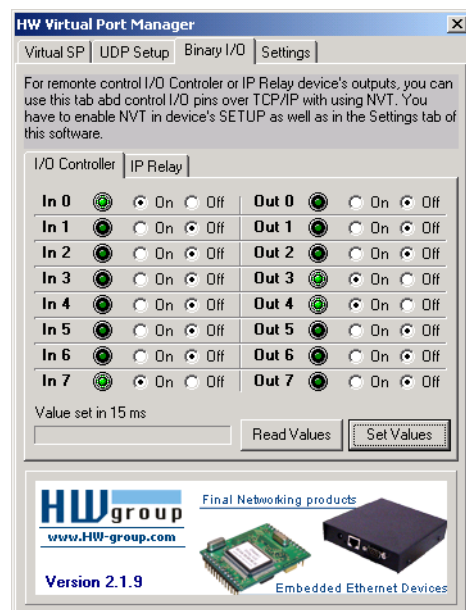 HW Virtual Port Manager
Virtual SP UDP Setup Binary I/O Settings
For remonte control I/O Controler or IP Relay device's outputs, you can
use this tab abd control I/O pins over TCP/IP with using NVT. You
have to enable NVT in device's SETUP as well as in the Settings tab of
this software.
I/O Controller IP Relay
In 0 On Off Out 0 On Off
In 1 On Off Out 1 On Off
In 2 On Off Out 2 On Off
In 3 On Off Out 3 On Off
In 4 On Off Out 4 On Off
In 5 On Off Out 5 On Off
In 6 On Off Out 6 On Off
In 7 On Off Out 7 On Off
Value set in 15 ms
Read Values Set Values
HW group
www.HW-group.com
Version 2.1.9
Final Networking products
Embedded Ethernet Devices